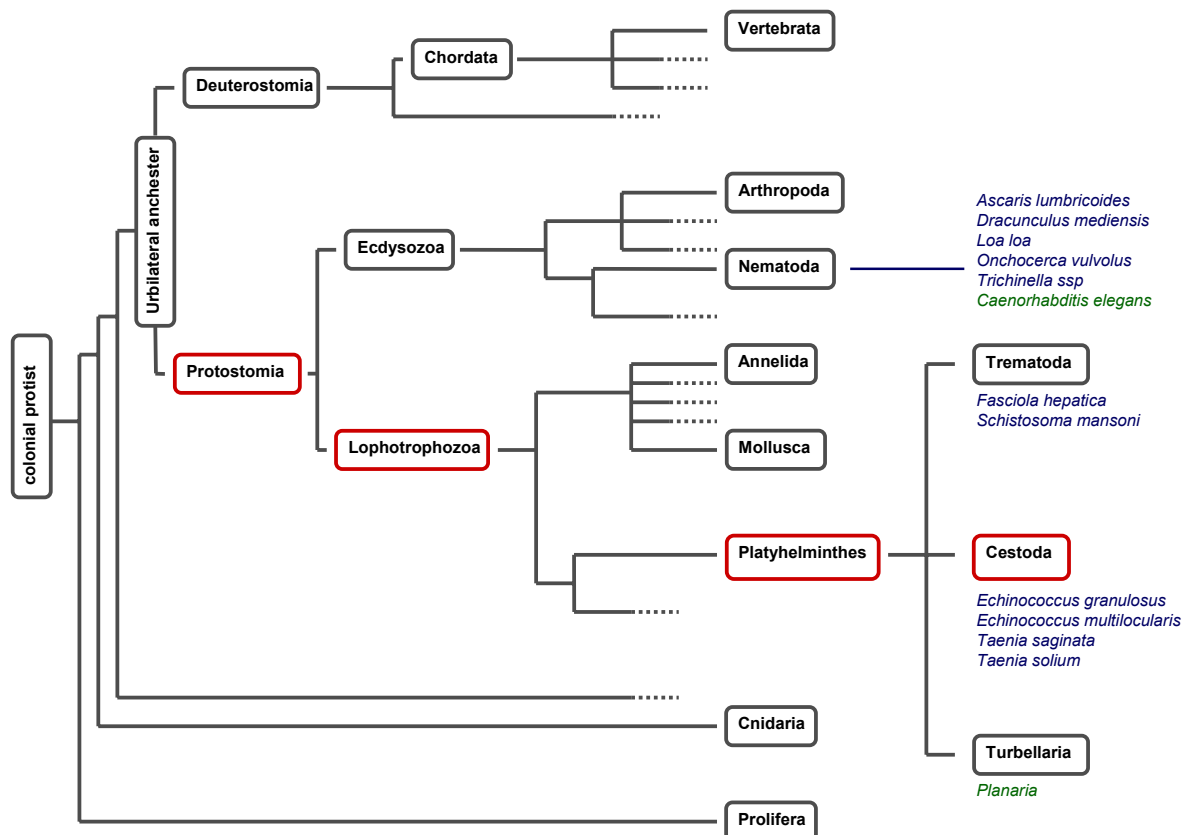 Vertebrata
Chordata
Deuterostomia
Urbilateral anchester
Arthropoda
Ecdysozoa
Nematoda
Ascaris lumbricoides
Dracunculus mediensis
Loa loa
Onchocerca vulvolus
Trichinella ssp
Caenorhabditis elegans
colonial protist
Protostomia
Annelida
Trematoda
Fasciola hepatica
Schistosoma mansoni
Lophotrophozoa
Mollusca
Platyhelminthes
Cestoda
Echinococcus granulosus
Echinococcus multilocularis
Taenia saginata
Taenia solium
Cnidaria
Turbellaria
Planaria
Prolifera